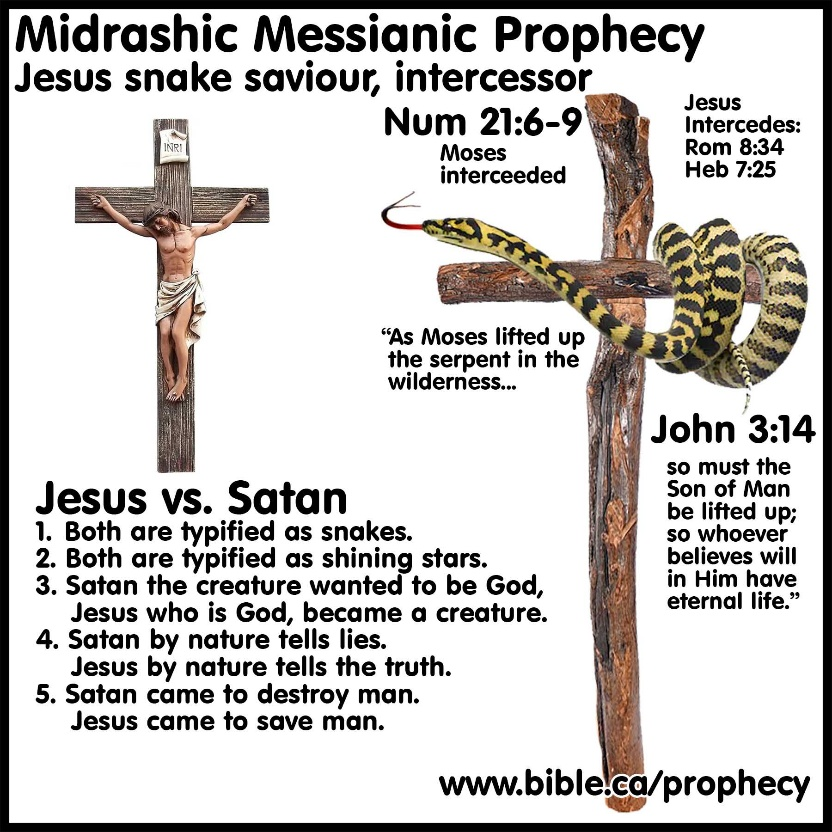 Midrashic Messianic Prophecy
Jesus snake saviour, intercessor
INRI
Num 21:6-9
Moses
interceeded
Jesus
Intercedes:
Rom 8:34
Heb 7:25
“As Moses lifted up
the serpent in the
wilderness...
John 3:14
so must the
Son of Man
be lifted up;
so whoever
believes will
in Him have
eternal life.”
Jesus vs. Satan
1. Both are typified as snakes.
2. Both are typified as shining stars.
3. Satan the creature wanted to be God,
Jesus who is God, became a creature.
4. Satan by nature tells lies.
Jesus by nature tells the truth.
5. Satan came to destroy man.
Jesus came to save man.
www.bible.ca/prophecy